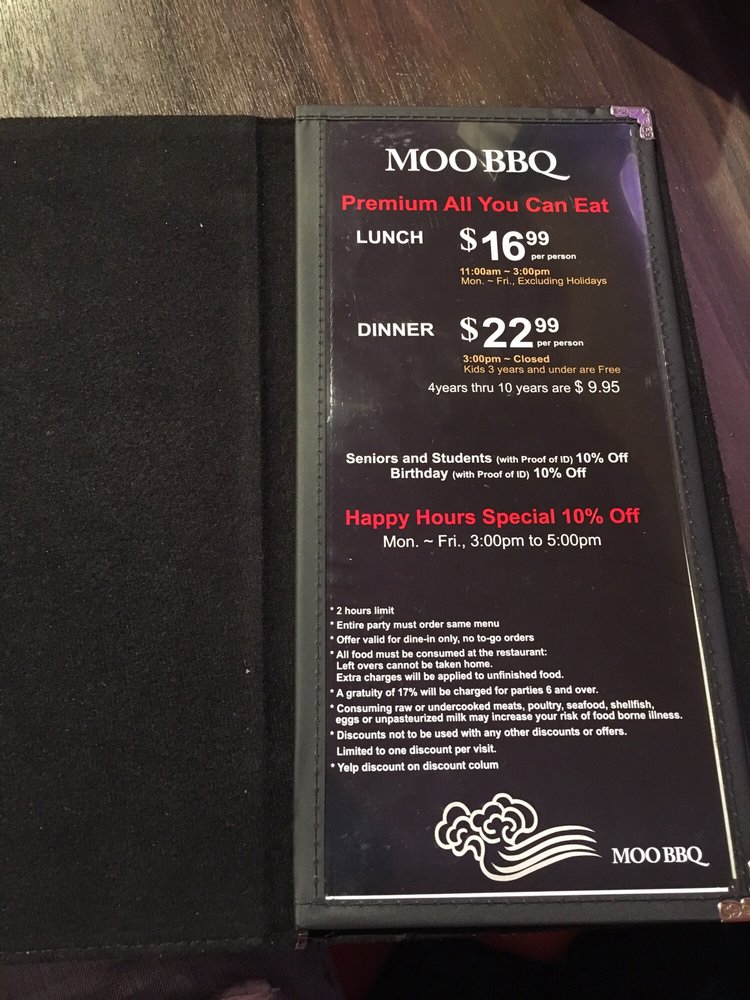 MOO BBQ
Premium All You Can Eat
LUNCH $16.99 per person
11:00am ~ 3:00pm
Mon. ~ Fri., Excluding Holidays
DINNER $22.99 per person
3:00pm ~ Closed
Kids 3 years and under are Free
4years thru 10 years are $ 9.95
Seniors and Students (with Proof of ID) 10% Off
Birthday (with Proof of ID) 10% Off
Happy Hours Special 10% Off
Mon. ~ Fri., 3:00pm to 5:00pm
* 2 hours limit
* Entire party must order same menu
* Offer valid for dine-in only, no to-go orders
* All food must be consumed at the restaurant:
Left overs cannot be taken home.
Extra charges will be applied to unfinished food.
* A gratuity of 17% will be charged for parties 6 and over.
* Consuming raw or undercooked meats, poultry, seafood, shellfish,
eggs or unpasteurized milk may increase your risk of food borne illness.
* Discounts not to be used with any other discounts or offers.
Limited to one discount per visit.
* Yelp discount on discount colum
MOO BBQ